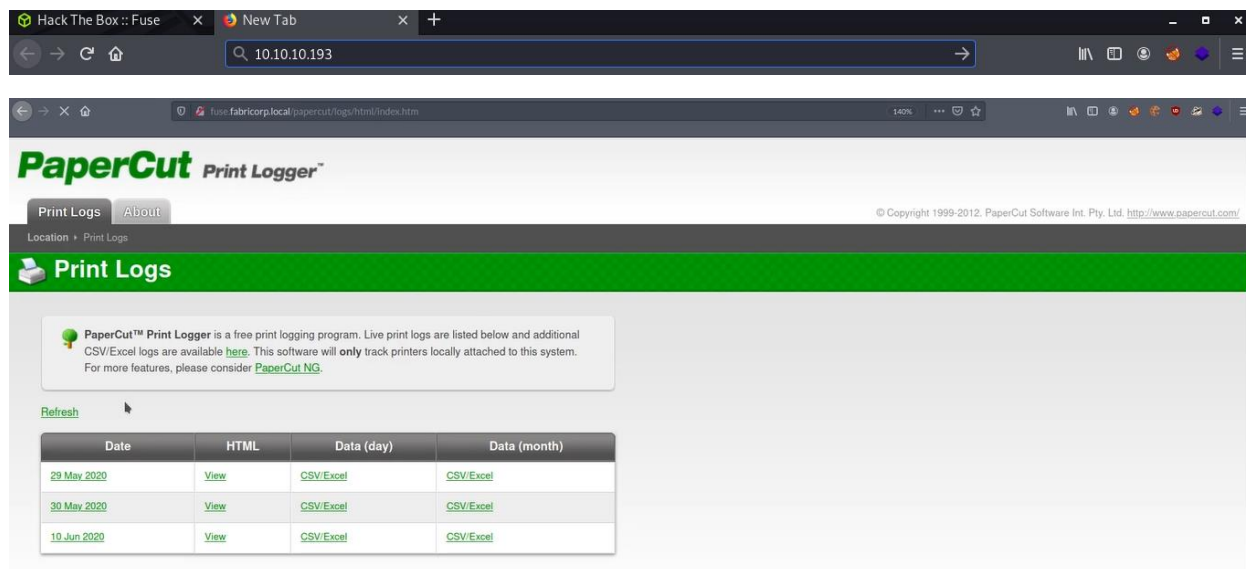 Hack The Box :: Fuse New Tab
10.10.10.193
fuse.fabricorp.local/papercut/logs/html/index.htm 140%
PaperCut Print Logger™
Print Logs About
© Copyright 1999-2012. PaperCut Software Int. Pty. Ltd. http://www.papercut.com/
Location Print Logs
Print Logs
PaperCut™ Print Logger is a free print logging program. Live print logs are listed below and additional
CSV/Excel logs are available here. This software will only track printers locally attached to this system.
For more features, please consider PaperCut NG.
Refresh
Date HTML Data (day) Data (month)
29 May 2020 View CSV/Excel CSV/Excel
30 May 2020 View CSV/Excel CSV/Excel
10 Jun 2020 View CSV/Excel CSV/Excel